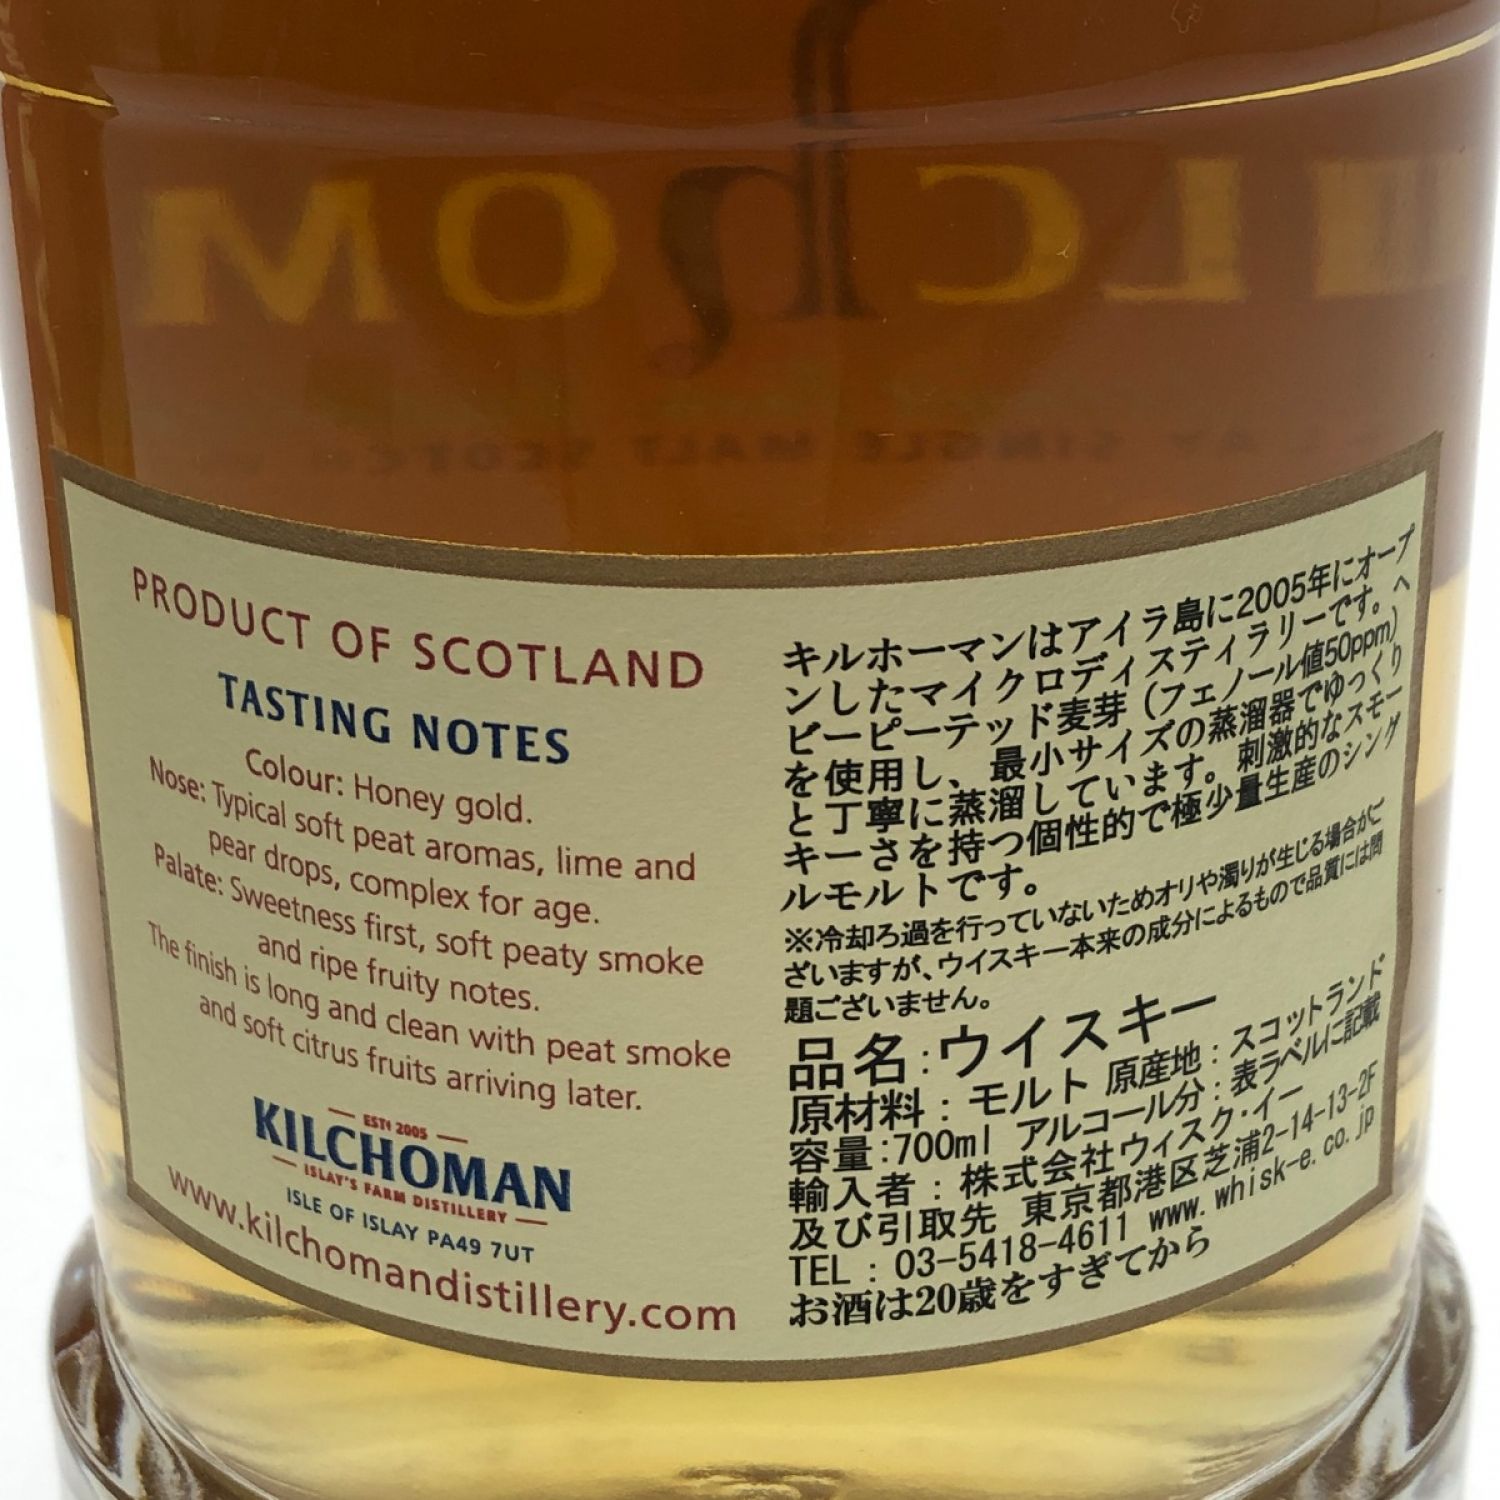 KILCHOM
ISLAY SINGLE MALT SCOTCH
PRODUCT OF SCOTLAND
TASTING NOTES
Colour: Honey gold.
Nose: Typical soft peat aromas, lime and
pear drops, complex for age.
Palate: Sweetness first, soft peaty smoke
and ripe fruity notes.
The finish is long and clean with peat smoke
and soft citrus fruits arriving later.
ESTd 2005
KILCHOMAN
ISLAY'S FARM DISTILLERY
ISLE OF ISLAY PA49 7UT
www.kilchomandistillery.com
キルホーマンはアイラ島に2005年にオープ
ンしたマイクロディスティラリーです。ヘ
ビーピーテッド麦芽（フェノール値50ppm）
を使用し、最小サイズの蒸溜器でゆっくり
と丁寧に蒸溜しています。刺激的なスモー
キーさを持つ個性的で極少量生産のシング
ルモルトです。
※冷却ろ過を行っていないためオリや濁りが生じる場合がご
ざいますが、ウイスキー本来の成分によるもので品質には問
題ございません。
品名:ウイスキー
原材料：モルト 原産地：スコットランド
容量:700ml アルコール分：表ラベルに記載
輸入者：株式会社ウィスク・イー
及び引取先 東京都港区芝浦2-14-13-2F
TEL：03-5418-4611 www.whisk-e.co.jp
お酒は20歳をすぎてから